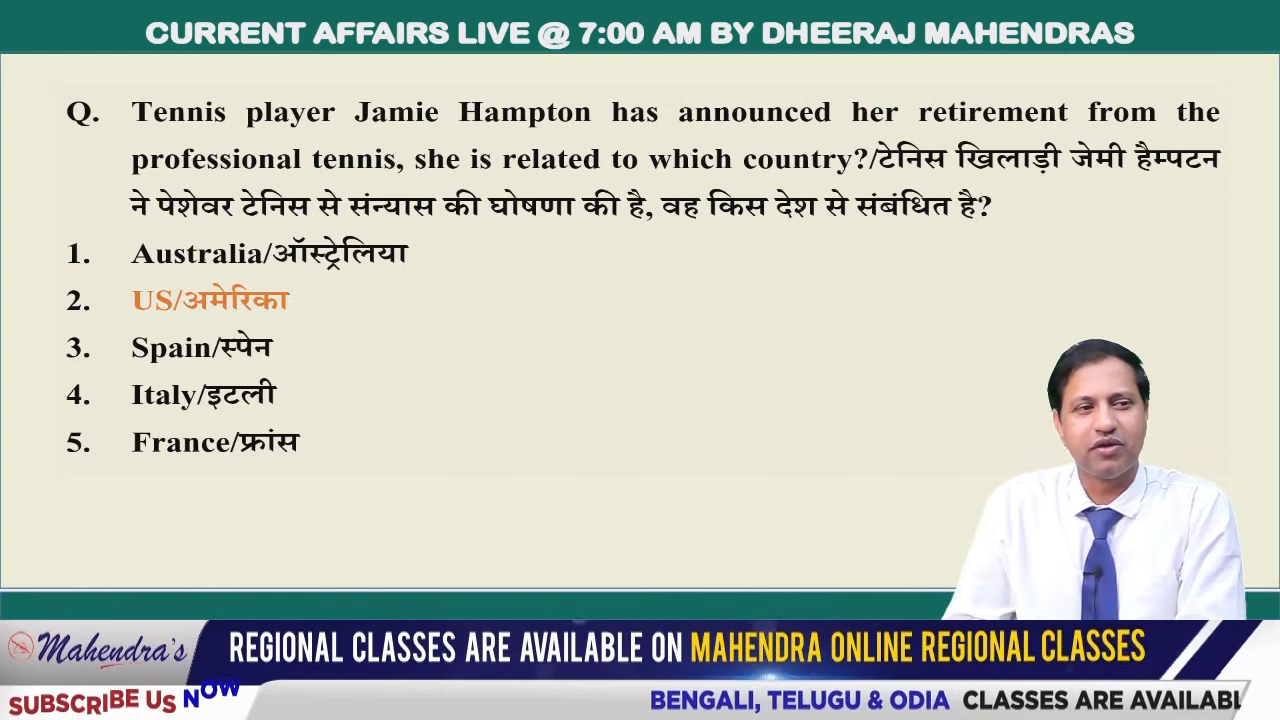 CURRENT AFFAIRS LIVE @ 7:00 AM BY DHEERAJ MAHENDRAS
Q. Tennis player Jamie Hampton has announced her retirement from the
professional tennis, she is related to which country?/टेनिस खिलाड़ी जेमी हैम्पटन
ने पेशेवर टेनिस से संन्यास की घोषणा की है, वह किस देश से संबंधित है?
1. Australia/ऑस्ट्रेलिया
2. US/अमेरिका
3. Spain/स्पेन
4. Italy/इटली
5. France/फ्रांस
Mahendra's
REGIONAL CLASSES ARE AVAILABLE ON MAHENDRA ONLINE REGIONAL CLASSES
SUBSCRIBE US NOW
BENGALI, TELUGU & ODIA CLASSES ARE AVAILABL